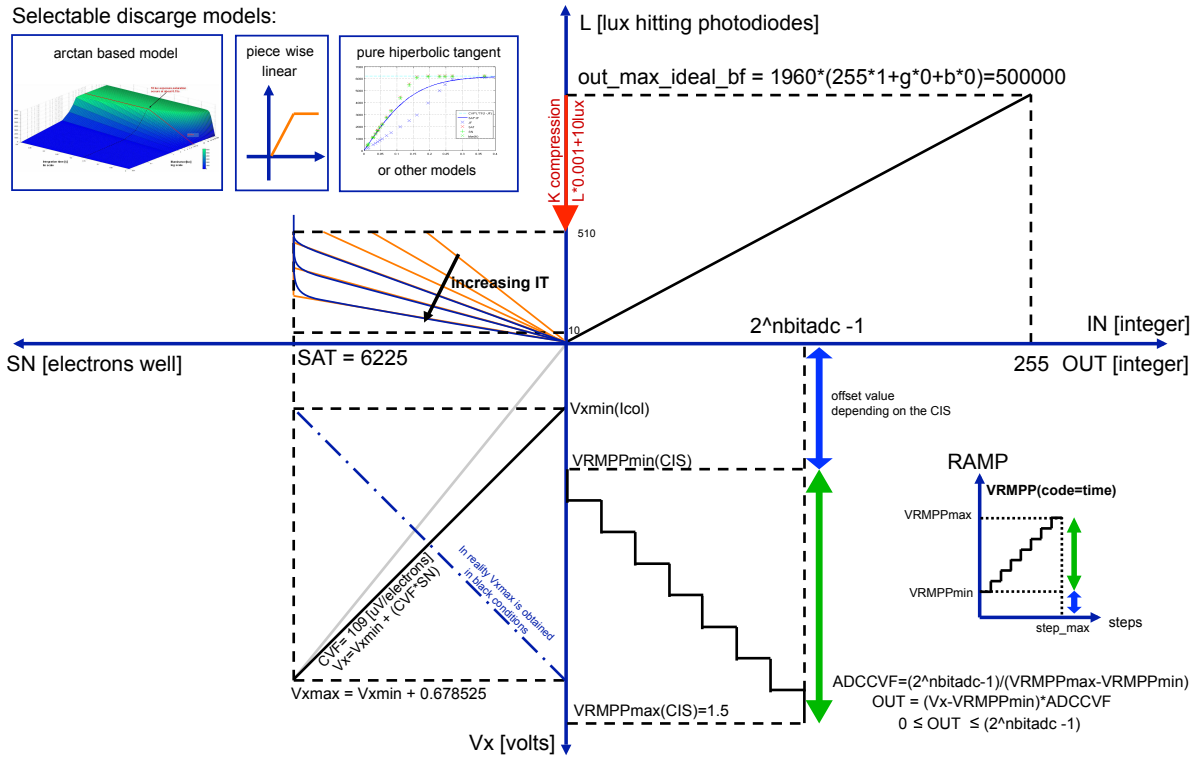 Selectable discarge models:
arctan based model
piece wise
linear
pure hiperbolic tangent
or other models
L [lux hitting photodiodes]
out_max_ideal_bf = 1960*(255*1+g*0+b*0)=500000
K compression
L*0.001+10lux
510
increasing IT
10
2^nbitadc -1
IN [integer]
SN [electrons well]
SAT = 6225
255 OUT [integer]
Vxmin(Icol)
offset value
depending on the CIS
VRMPPmin(CIS)
RAMP
VRMPP(code=time)
VRMPPmax
VRMPPmin
step_max
steps
In reality Vxmax is obtained
in black conditions
CVF= 109 [uV/electrons]
Vx=Vxmin + (CVF*SN)
Vxmax = Vxmin + 0.678525
VRMPPmax(CIS)=1.5
ADCCVF=(2^nbitadc-1)/(VRMPPmax-VRMPPmin)
OUT = (Vx-VRMPPmin)*ADCCVF
0 ≤ OUT ≤ (2^nbitadc -1)
Vx [volts]